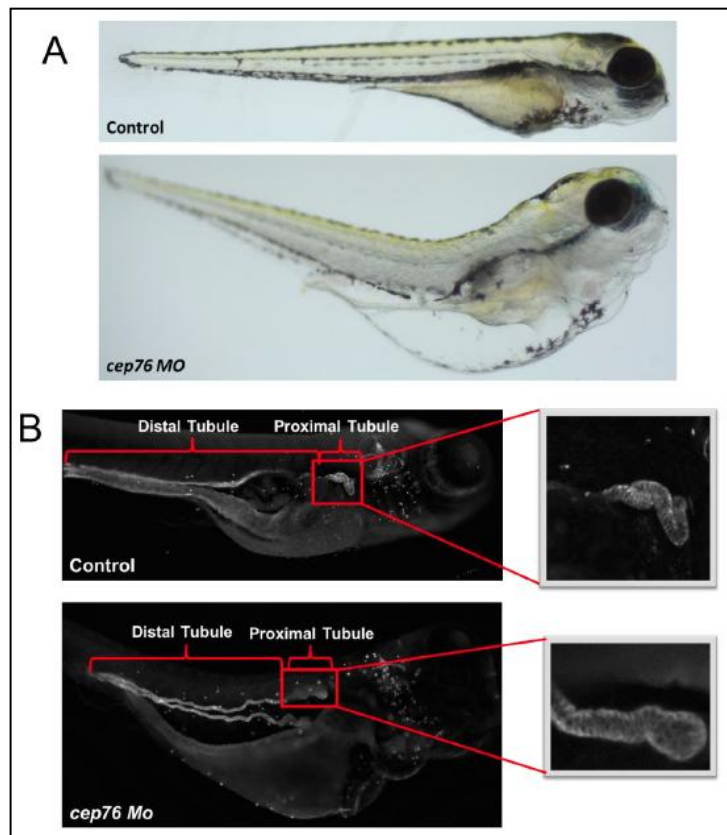 A
Control
cep76 MO
B
Distal Tubule Proximal Tubule
Control
Distal Tubule Proximal Tubule
cep76 Mo